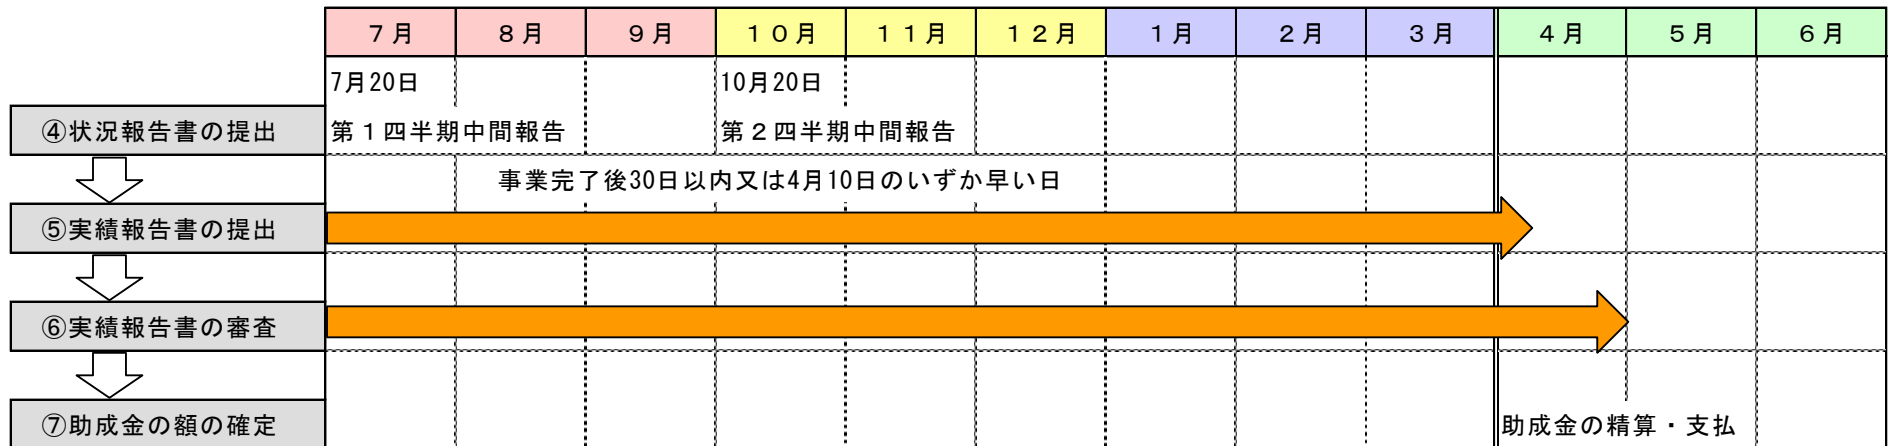 ７月 ８月 ９月 １０月 １１月 １２月 １月 ２月 ３月 ４月 ５月 ６月
7月20日 10月20日
④状況報告書の提出 第１四半期中間報告 第２四半期中間報告
事業完了後30日以内又は4月10日のいずか早い日
⑤実績報告書の提出
⑥実績報告書の審査
⑦助成金の額の確定 助成金の精算・支払